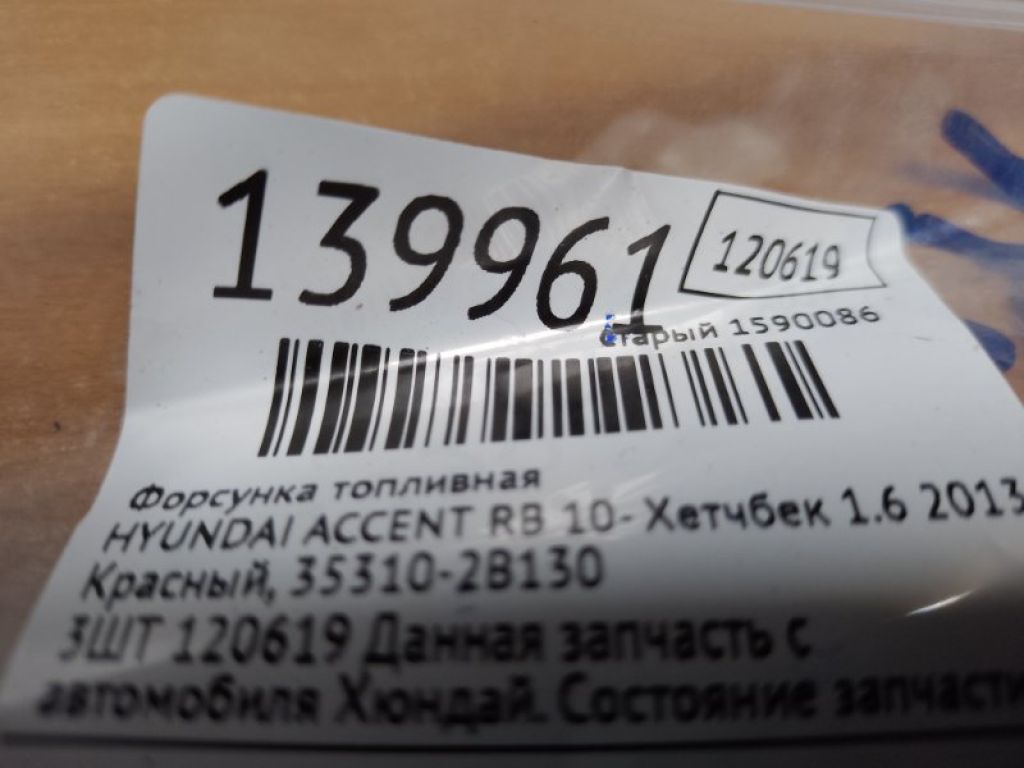 139961
120619
старый 1590086
Форсунка топливная
HYUNDAI ACCENT RB 10- Хетчбек 1.6 2013
Красный, 35310-2B130
3ШТ 120619 Данная запчасть с
автомобиля Хюндай. Состояние запчасти